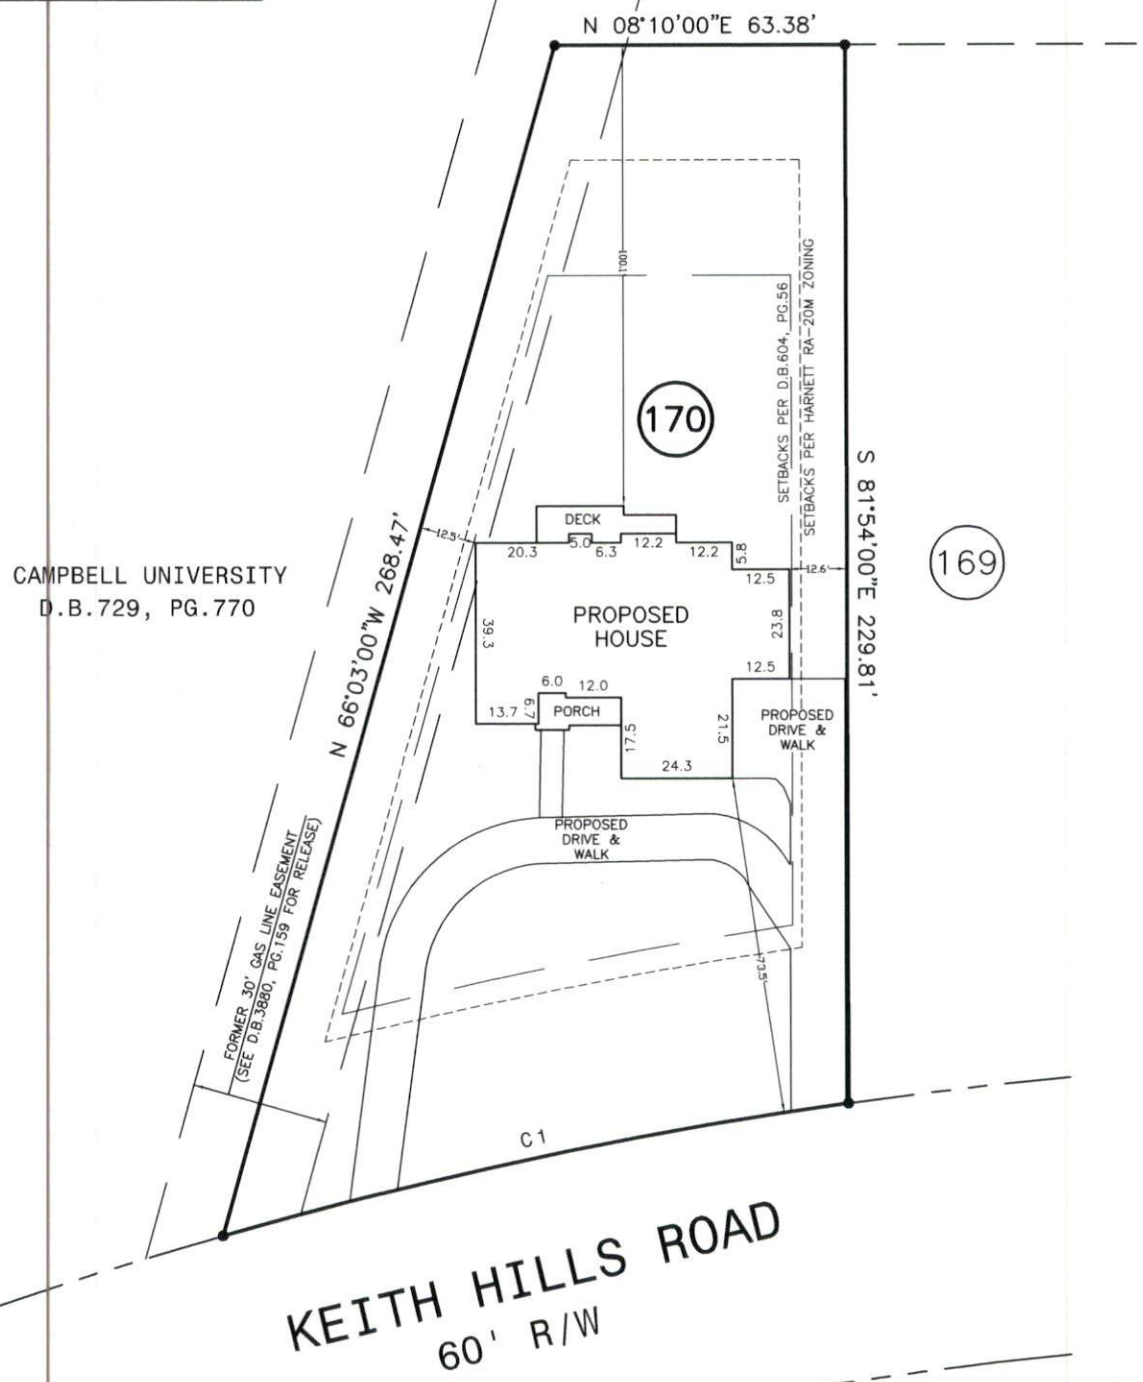 N 08°10'00"E 63.38'
100.1'
SETBACKS PER D.B.604, PG.56
SETBACKS PER HARNETT RA-20M ZONING
170
S 81°54'00"E 229.81'
169
N 66°03'00"W 268.47'
CAMPBELL UNIVERSITY
D.B.729, PG.770
DECK
12.5'
20.3
5.0
6.3
12.2
12.2
5.8
12.5
12.6'
PROPOSED
HOUSE
39.3
23.8
12.5
6.0
12.0
13.7
6.7
PORCH
17.5
21.5
24.3
PROPOSED
DRIVE &
WALK
PROPOSED
DRIVE &
WALK
73.5'
FORMER 30' GAS LINE EASEMENT
(SEE D.B.3880, PG.159 FOR RELEASE)
C1
KEITH HILLS ROAD
60' R/W